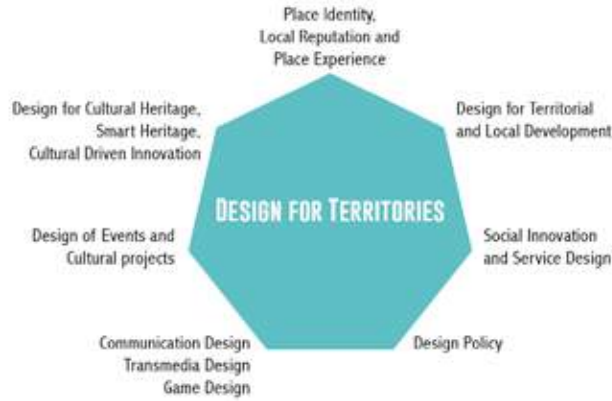 Place Identity,
Local Reputation and
Place Experience
Design for Cultural Heritage,
Smart Heritage,
Cultural Driven Innovation
Design for Territorial
and Local Development
DESIGN FOR TERRITORIES
Design of Events and
Cultural projects
Social Innovation
and Service Design
Communication Design
Transmedia Design
Game Design
Design Policy